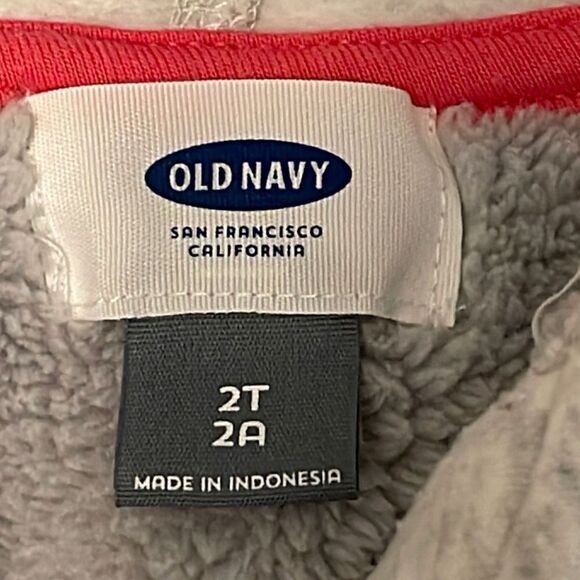 OLD NAVY
SAN FRANCISCO
CALIFORNIA
2T
2A
MADE IN INDONESIA